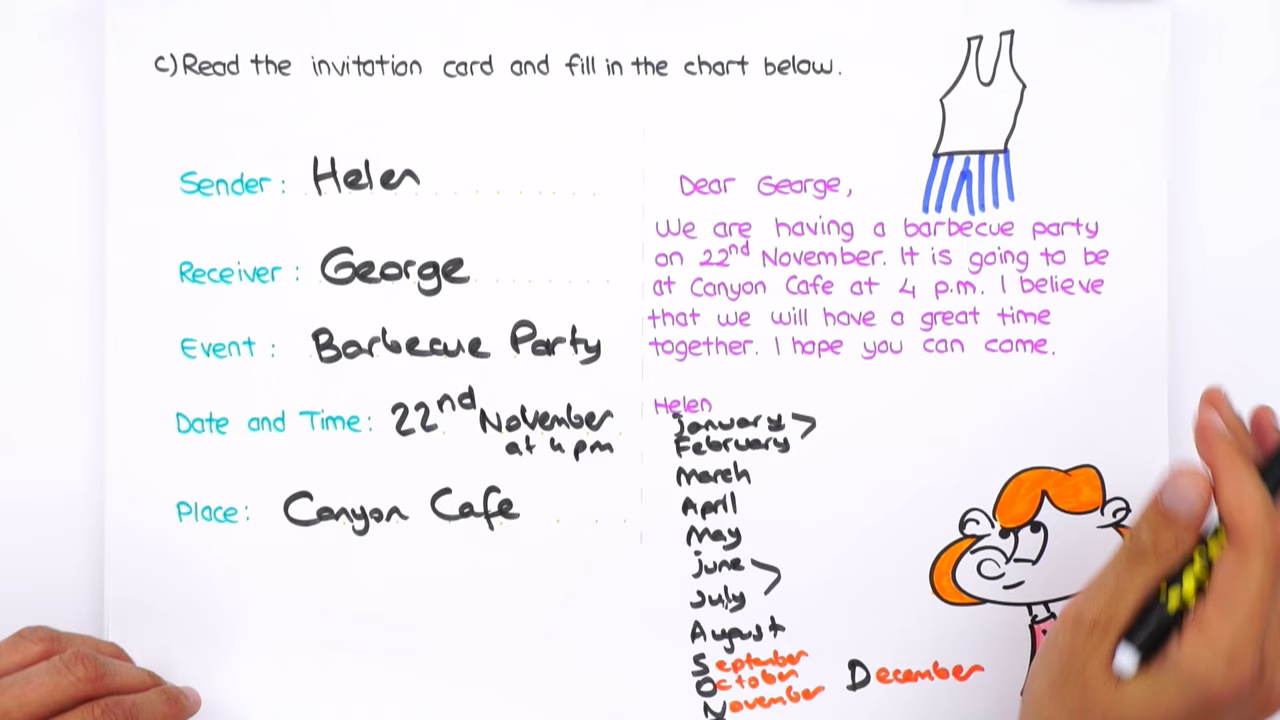 c) Read the invitation card and fill in the chart below.
Sender: Helen
Receiver: George
Event: Barbecue Party
Date and Time: 22nd November
at 4 pm
Place: Canyon Cafe
Dear George,
We are having a barbecue party
on 22nd November. It is going to be
at Canyon Cafe at 4 p.m. I believe
that we will have a great time
together. I hope you can come.
Helen
january
February
March
April
May
june
July
August
September
October
November
December